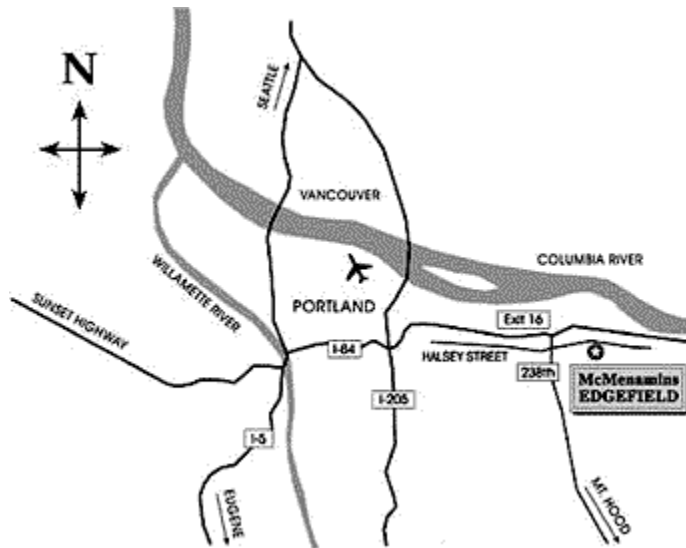 N
SEATTLE
VANCOUVER
COLUMBIA RIVER
WILLAMETTE RIVER
SUNSET HIGHWAY
PORTLAND
Exit 16
I-84
HALSEY STREET
238th
McMenamins
EDGEFIELD
I-205
I-5
EUGENE
MT. HOOD